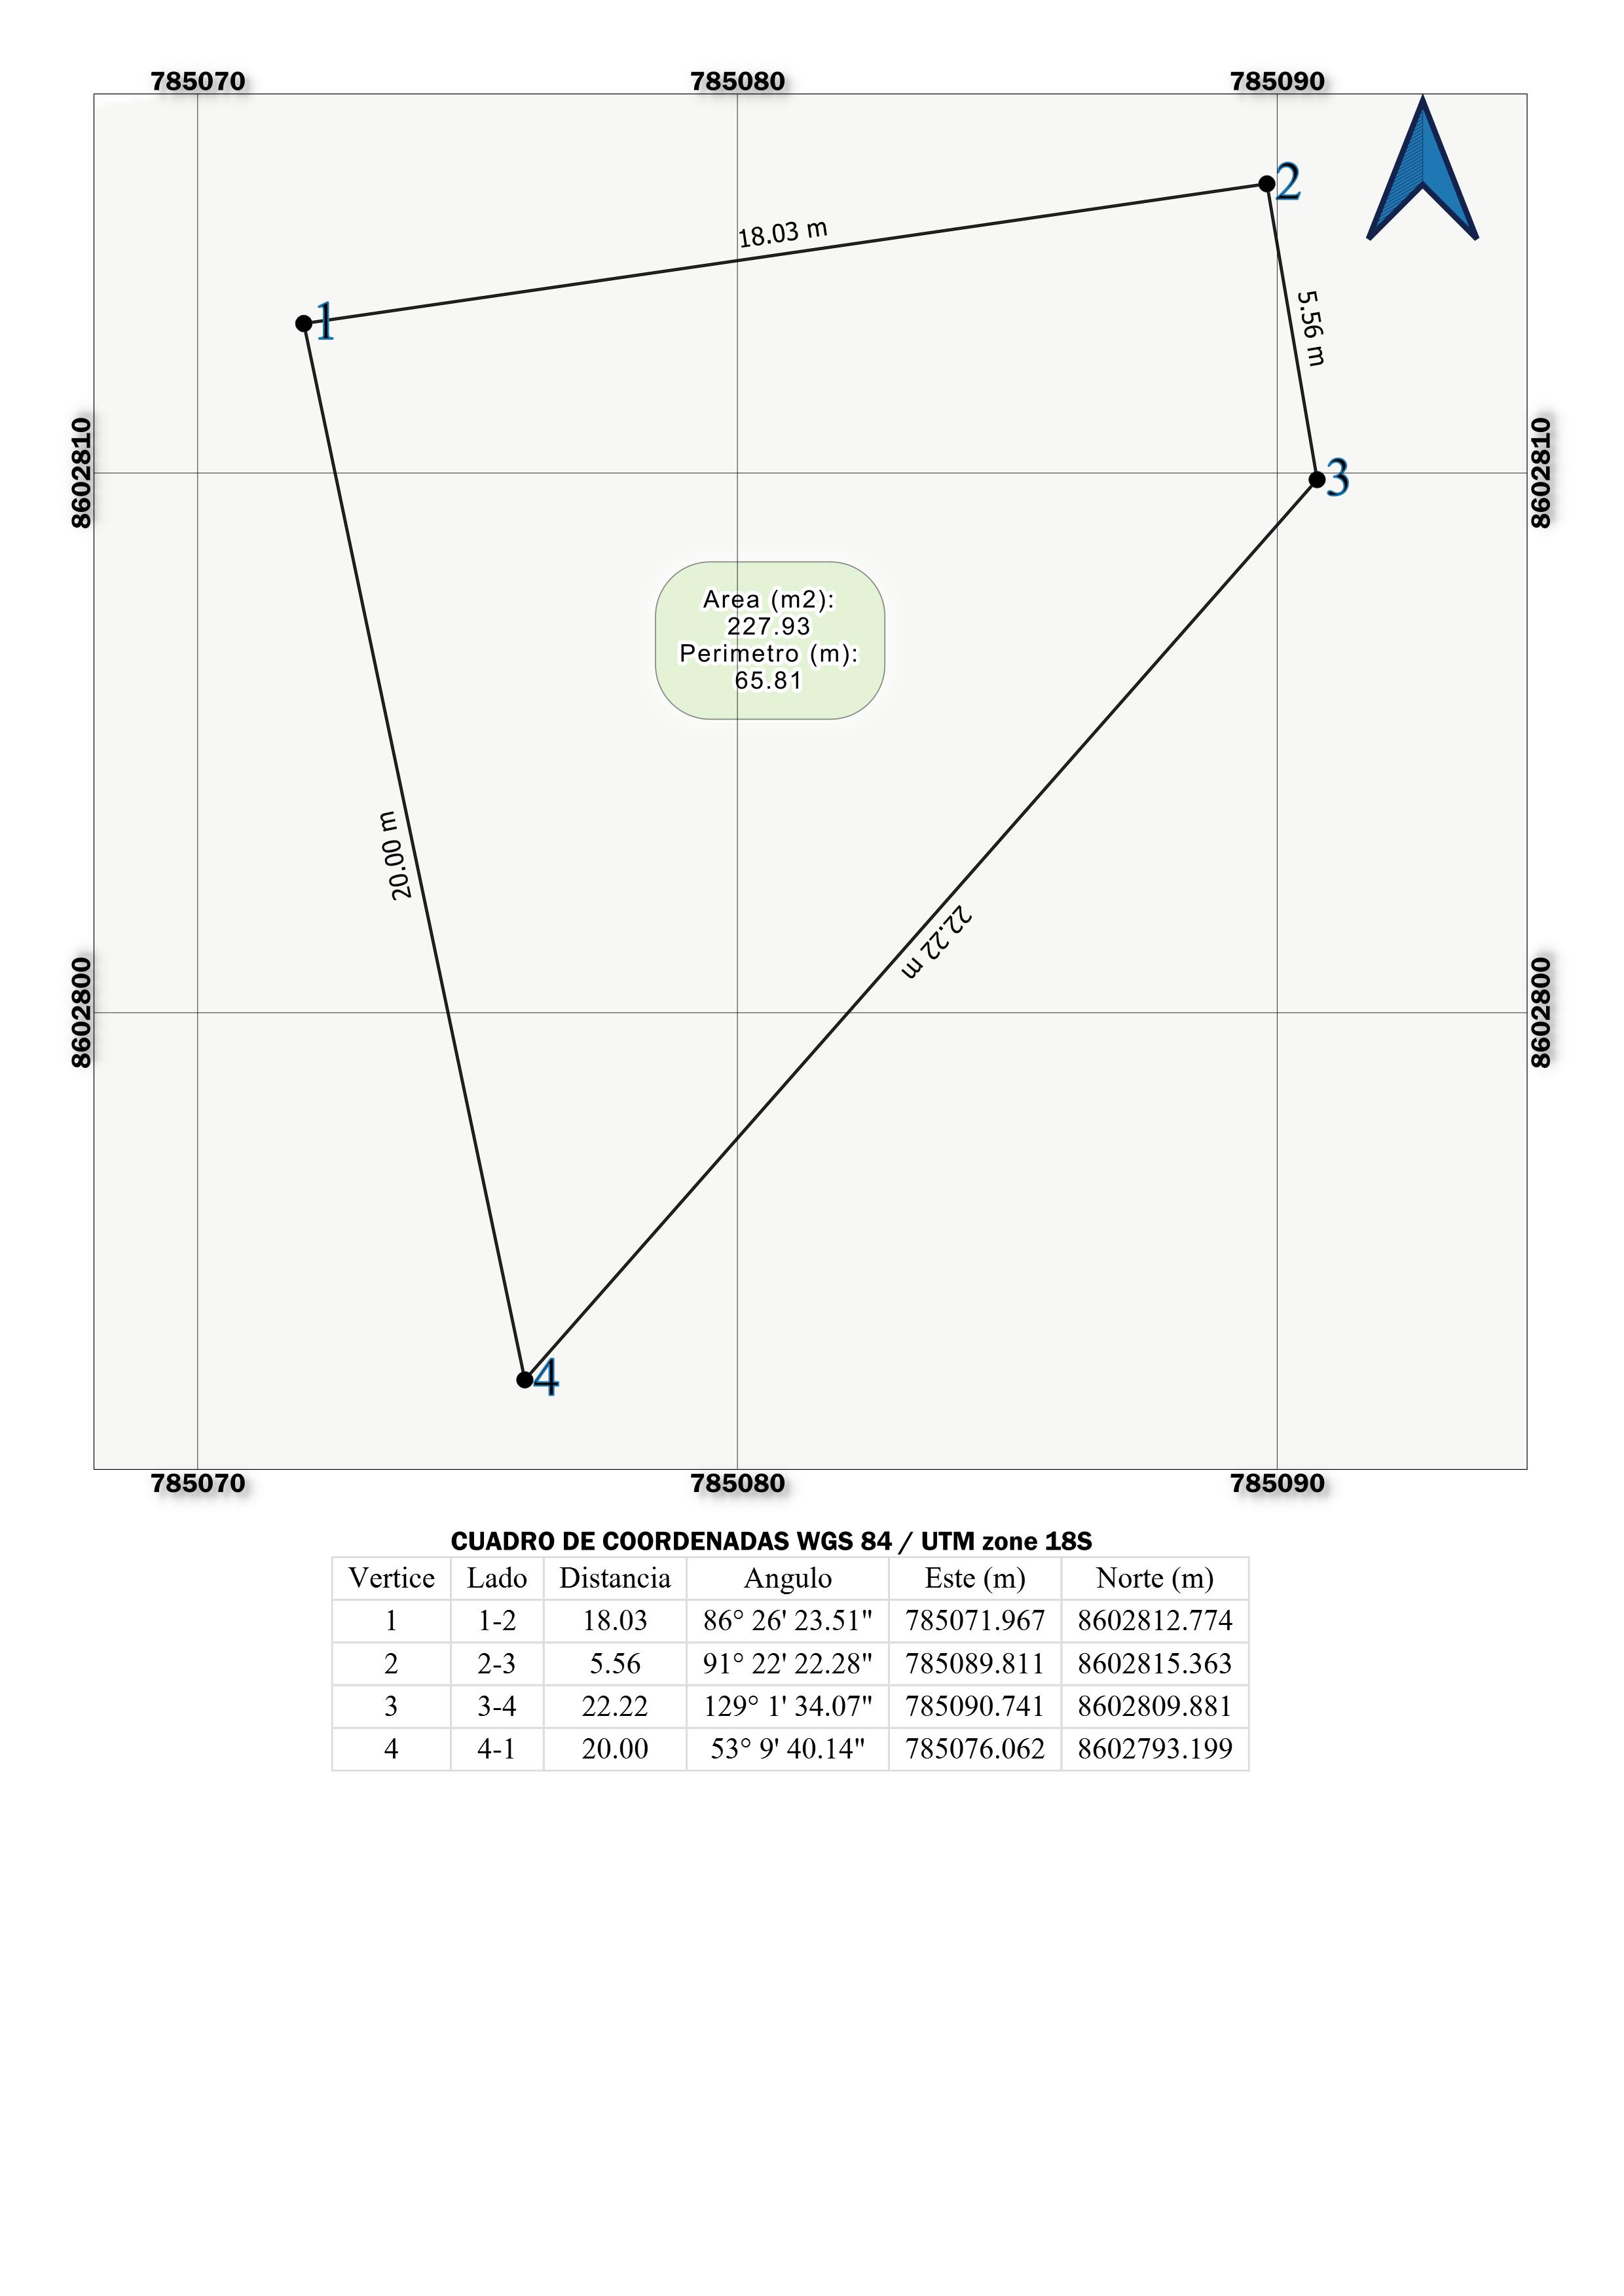 785070 785080 785090
2
18.03 m
1
5.56 m
8602810 8602810
3
Area (m2):
227.93
Perimetro (m):
65.81
20.00 m
22.22 m
8602800 8602800
4
785070 785080 785090
CUADRO DE COORDENADAS WGS 84 / UTM zone 18S
Vertice Lado Distancia Angulo Este (m) Norte (m)
1 1-2 18.03 86° 26' 23.51" 785071.967 8602812.774
2 2-3 5.56 91° 22' 22.28" 785089.811 8602815.363
3 3-4 22.22 129° 1' 34.07" 785090.741 8602809.881
4 4-1 20.00 53° 9' 40.14" 785076.062 8602793.199